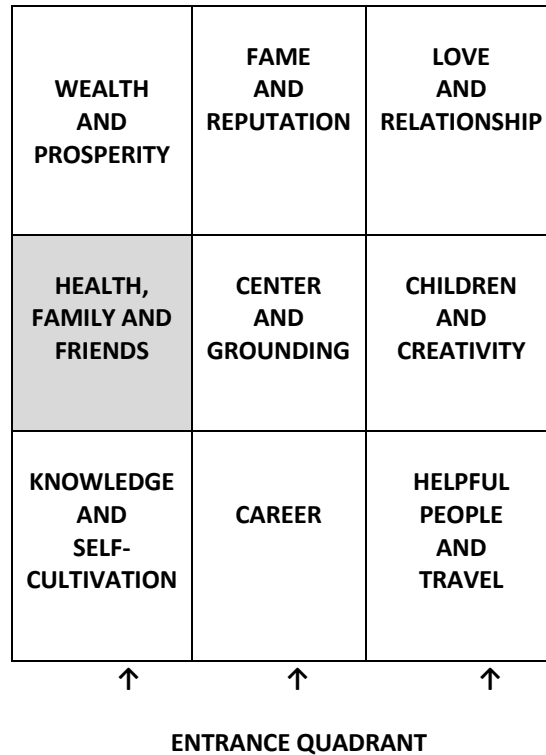 WEALTH
AND
PROSPERITY
FAME
AND
REPUTATION
LOVE
AND
RELATIONSHIP
HEALTH,
FAMILY AND
FRIENDS
CENTER
AND
GROUNDING
CHILDREN
AND
CREATIVITY
KNOWLEDGE
AND
SELF-
CULTIVATION
CAREER
HELPFUL
PEOPLE
AND
TRAVEL
↑ ↑ ↑
ENTRANCE QUADRANT